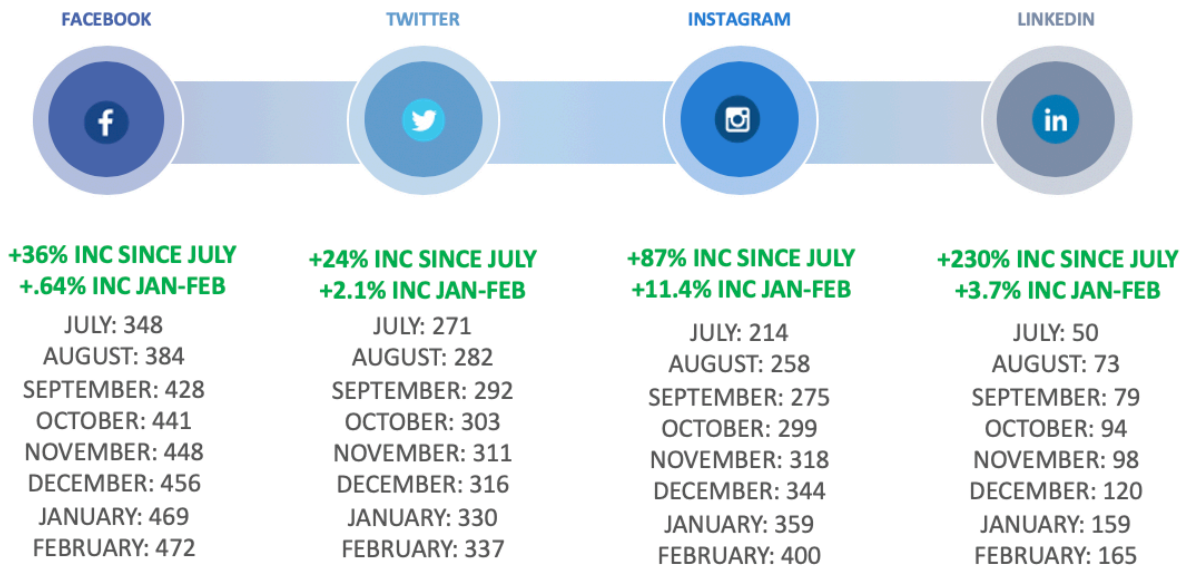 FACEBOOK
TWITTER
INSTAGRAM
LINKEDIN
f
in
+36% INC SINCE JULY
+.64% INC JAN-FEB
JULY: 348
AUGUST: 384
SEPTEMBER: 428
OCTOBER: 441
NOVEMBER: 448
DECEMBER: 456
JANUARY: 469
FEBRUARY: 472
+24% INC SINCE JULY
+2.1% INC JAN-FEB
JULY: 271
AUGUST: 282
SEPTEMBER: 292
OCTOBER: 303
NOVEMBER: 311
DECEMBER: 316
JANUARY: 330
FEBRUARY: 337
+87% INC SINCE JULY
+11.4% INC JAN-FEB
JULY: 214
AUGUST: 258
SEPTEMBER: 275
OCTOBER: 299
NOVEMBER: 318
DECEMBER: 344
JANUARY: 359
FEBRUARY: 400
+230% INC SINCE JULY
+3.7% INC JAN-FEB
JULY: 50
AUGUST: 73
SEPTEMBER: 79
OCTOBER: 94
NOVEMBER: 98
DECEMBER: 120
JANUARY: 159
FEBRUARY: 165